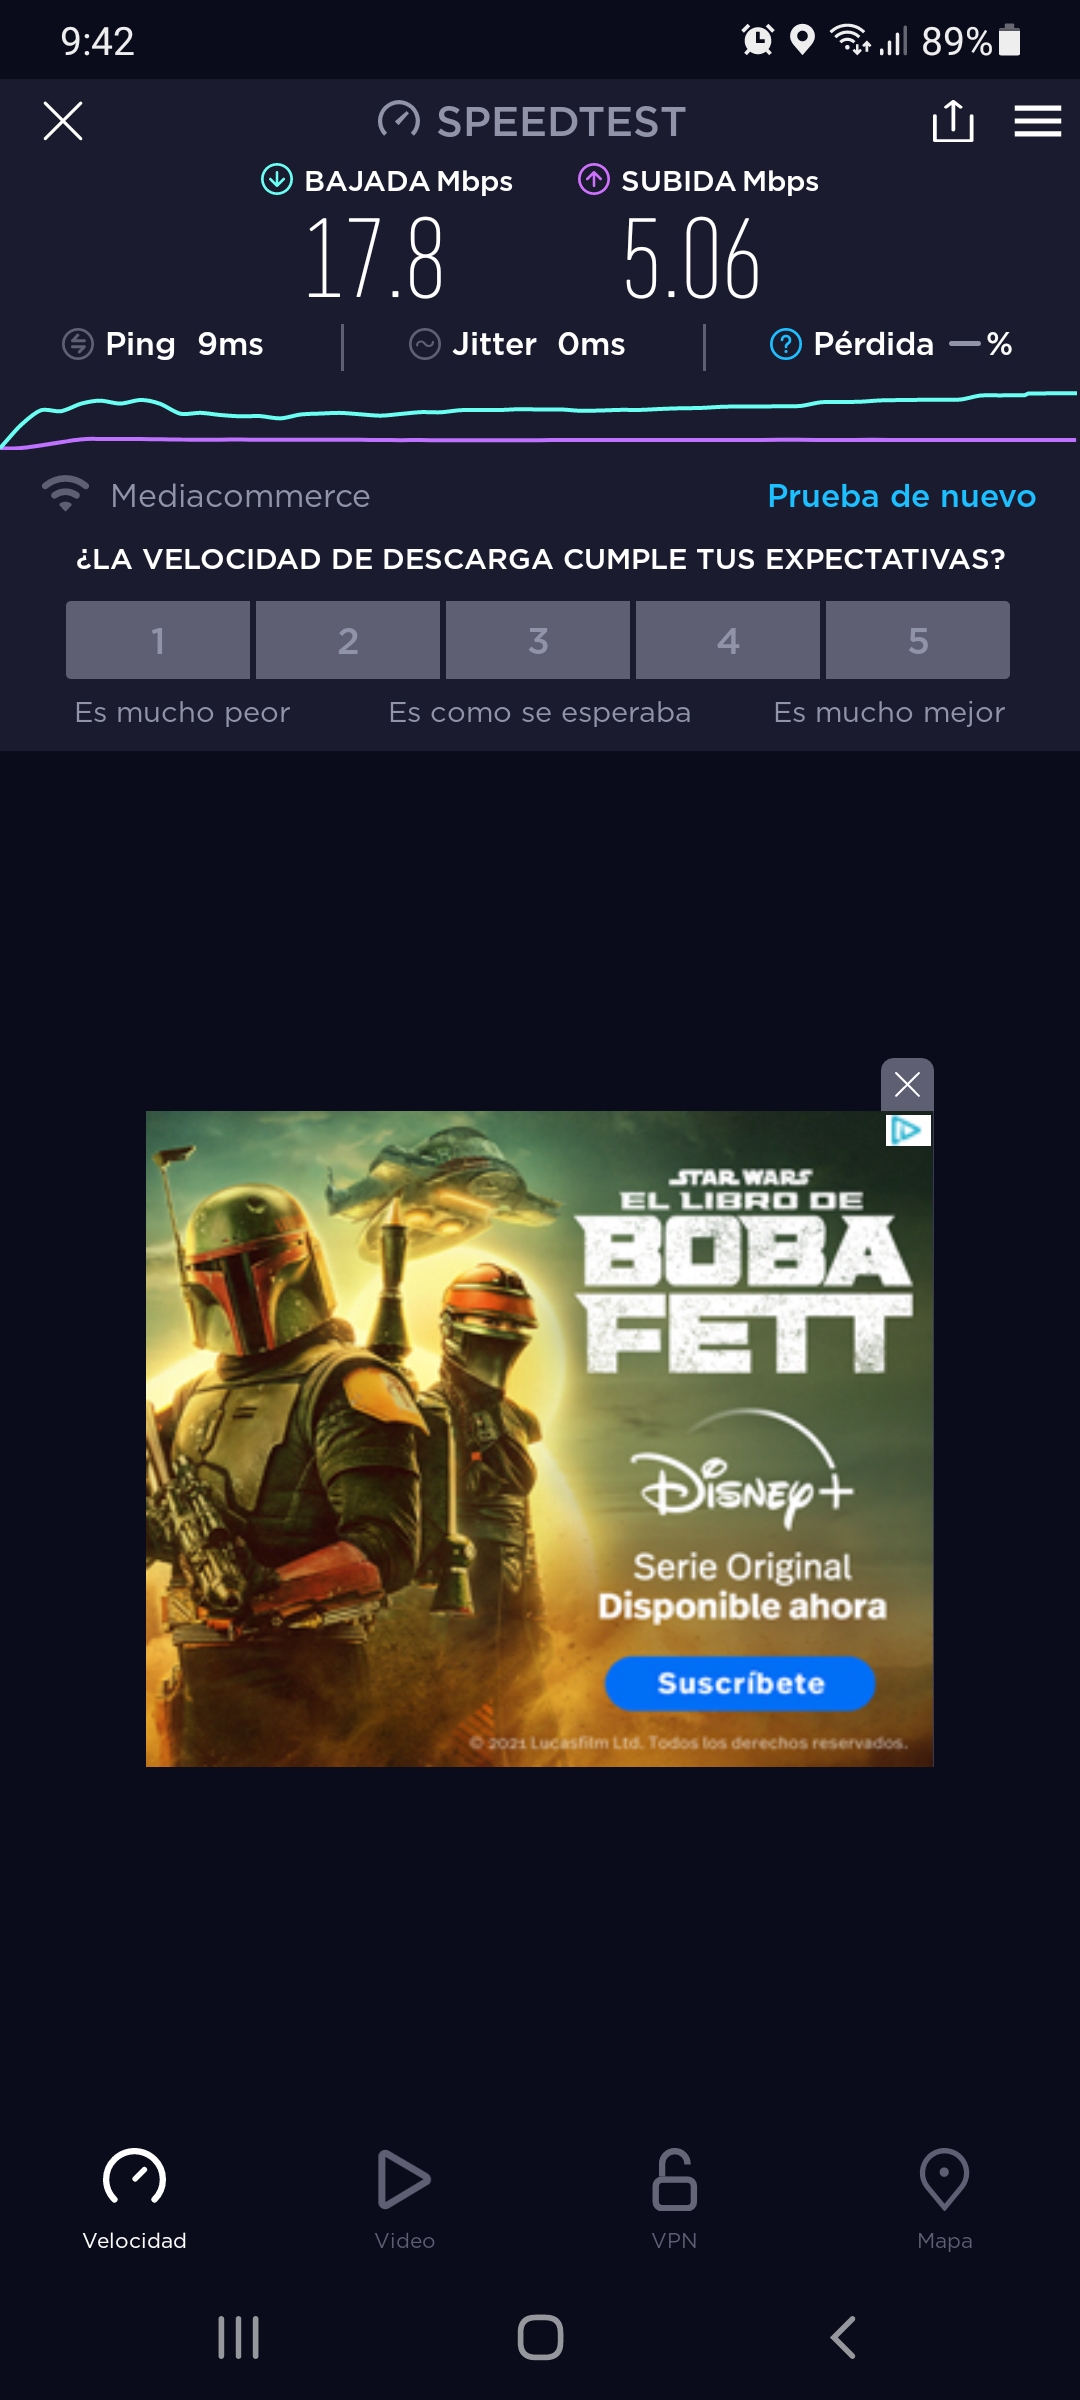 9:42 89%
SPEEDTEST
BAJADA Mbps SUBIDA Mbps
17.8 5.06
Ping 9ms Jitter 0ms Pérdida —%
Mediacommerce Prueba de nuevo
¿LA VELOCIDAD DE DESCARGA CUMPLE TUS EXPECTATIVAS?
1 2 3 4 5
Es mucho peor Es como se esperaba Es mucho mejor
STAR WARS
EL LIBRO DE
BOBA
FETT
Disney+
Serie Original
Disponible ahora
Suscríbete
© 2021 Lucasfilm Ltd. Todos los derechos reservados.
Velocidad Video VPN Mapa